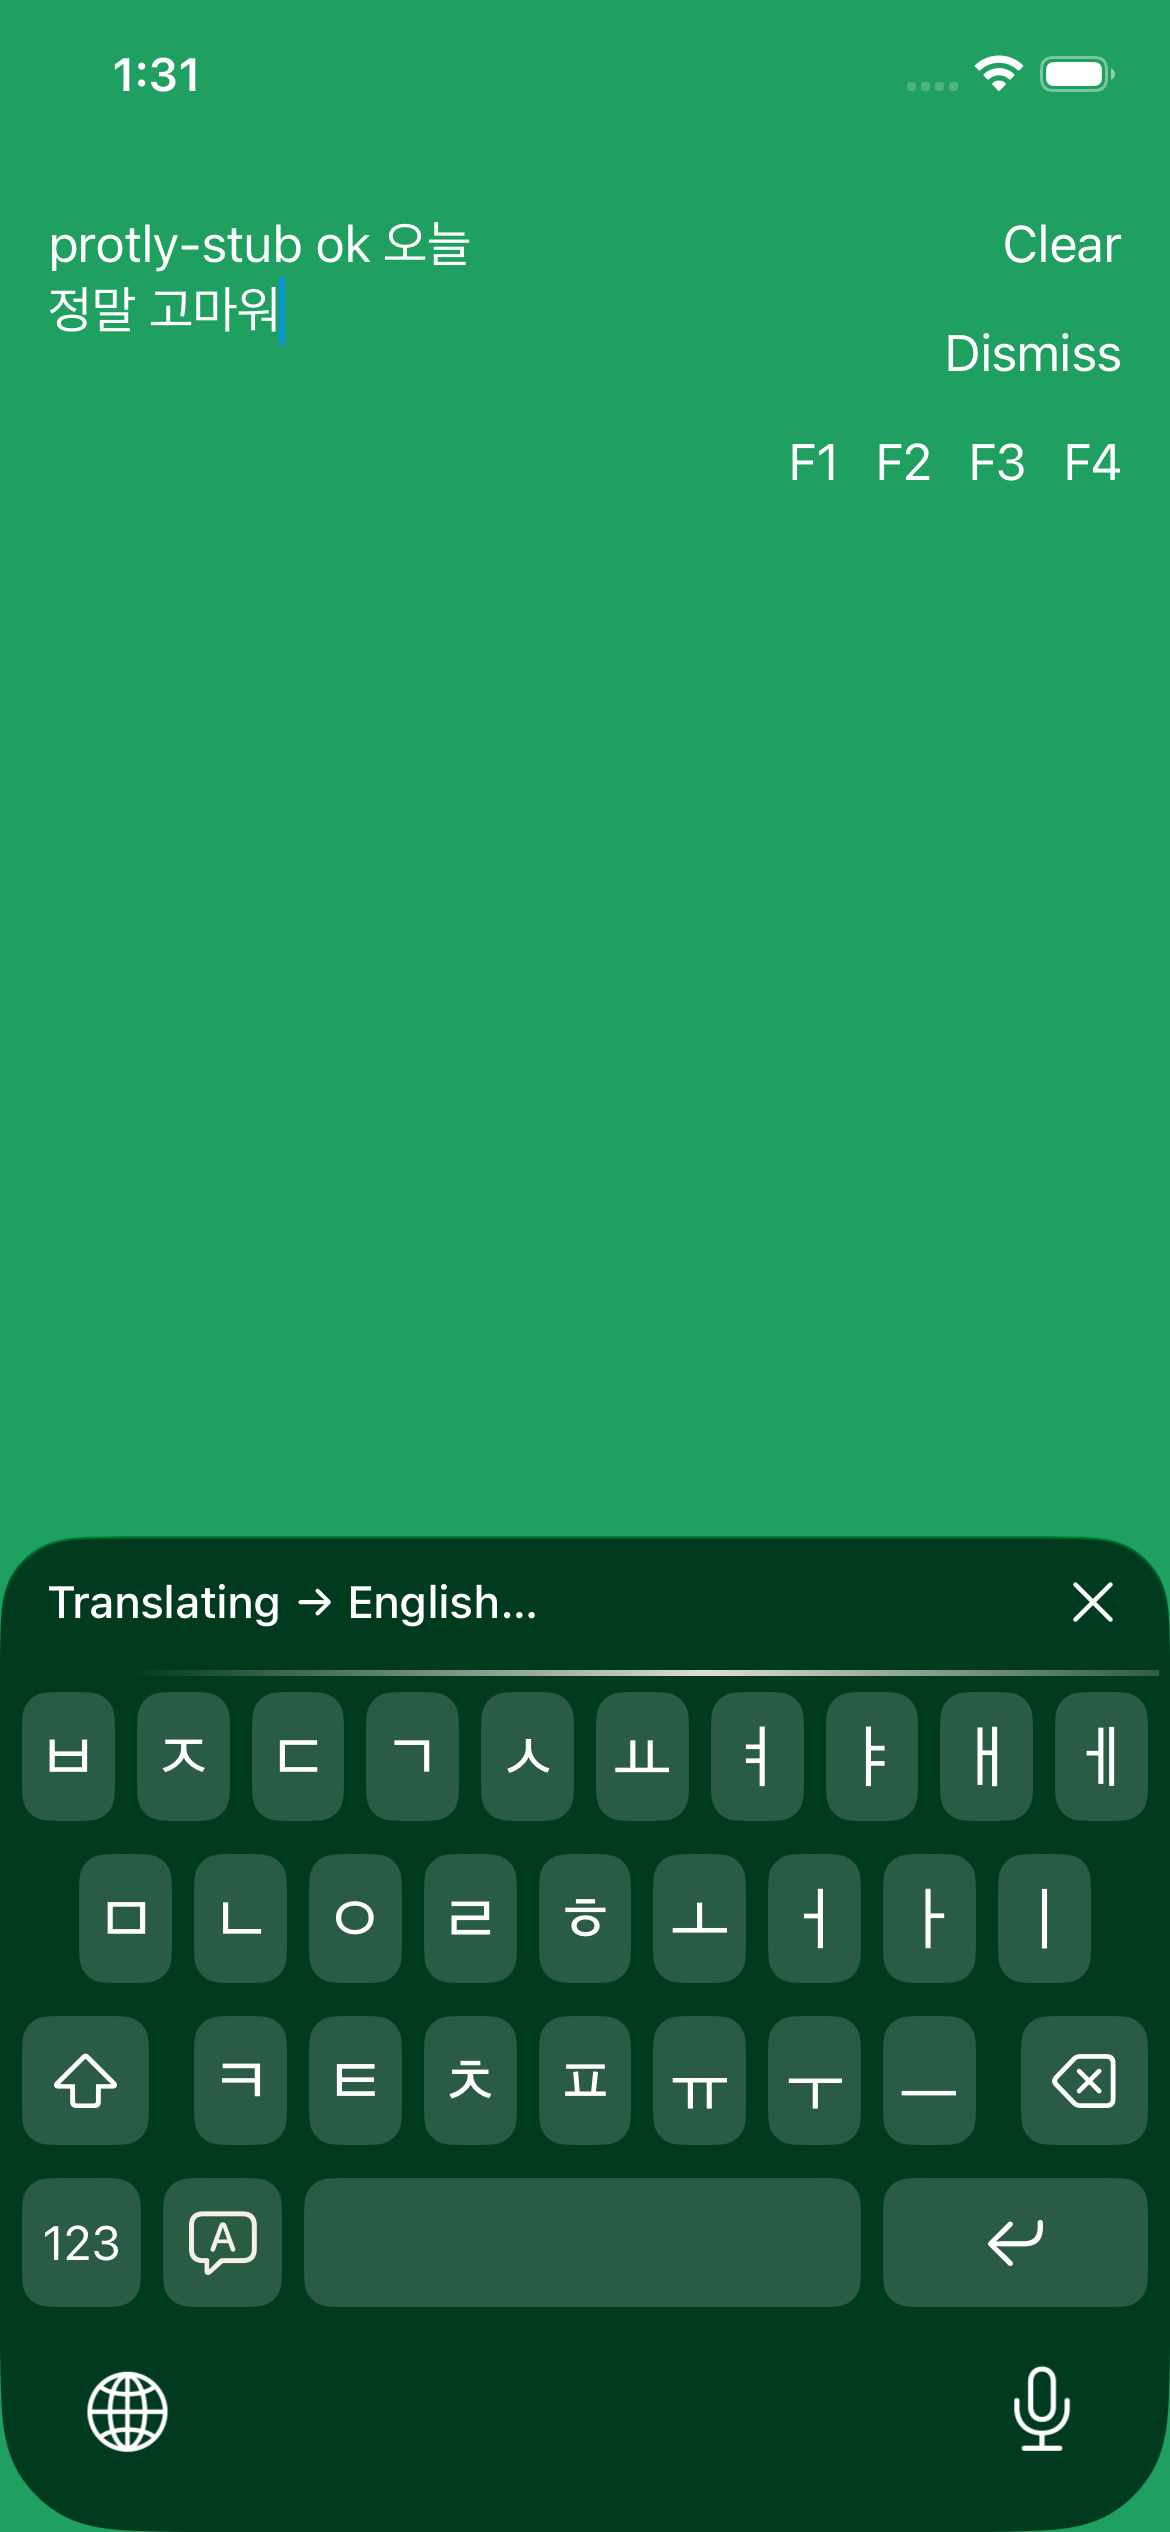 1:31
protly-stub ok 오늘
정말 고마워
Clear
Dismiss
F1 F2 F3 F4
Translating → English...
ㅂ ㅈ ㄷ ㄱ ㅅ ㅛ ㅕ ㅑ ㅐ ㅔ
ㅁ ㄴ ㅇ ㄹ ㅎ ㅗ ㅓ ㅏ ㅣ
ㅋ ㅌ ㅊ ㅍ ㅠ ㅜ ㅡ
123 A